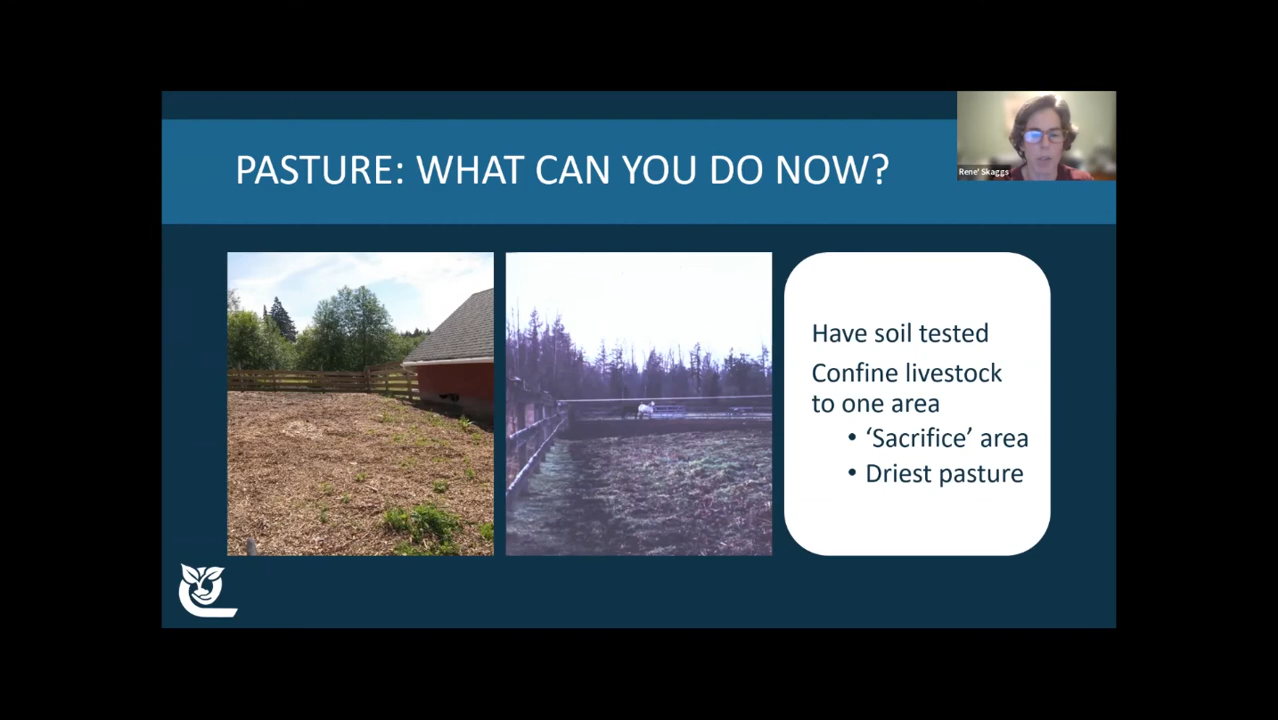 PASTURE: WHAT CAN YOU DO NOW?
Rene' Skaggs
Have soil tested
Confine livestock
to one area
• ‘Sacrifice’ area
• Driest pasture